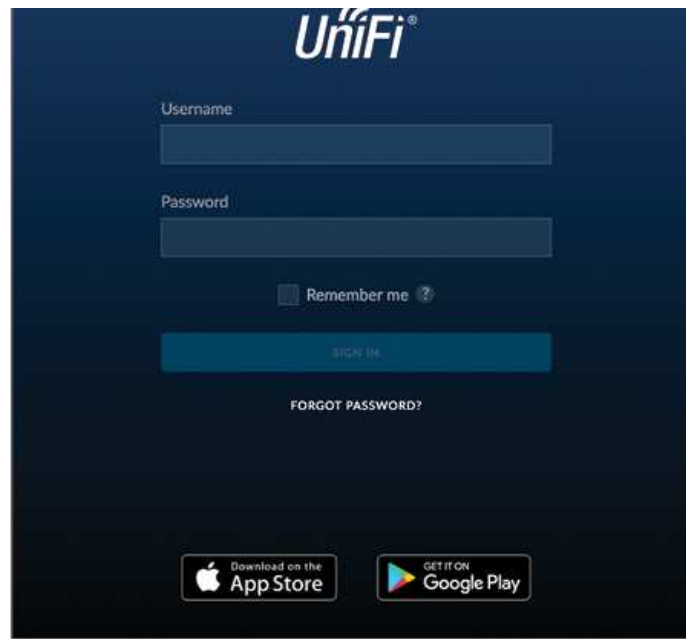 UniFi®
Username
Password
Remember me ?
SIGN IN
FORGOT PASSWORD?
Download on the
App Store
GET IT ON
Google Play